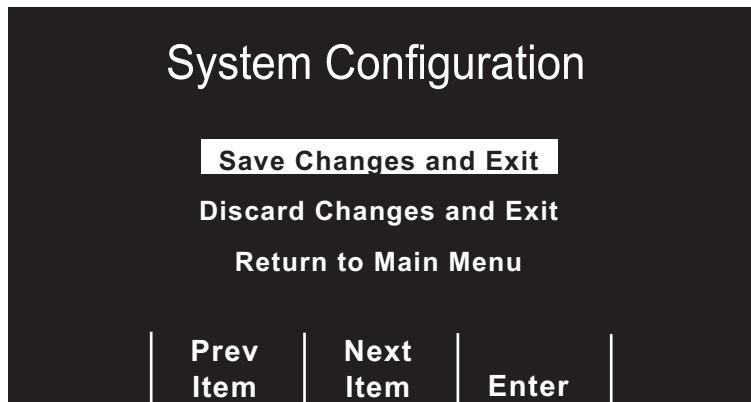 System Configuration
Save Changes and Exit
Discard Changes and Exit
Return to Main Menu
Prev Item
Next Item
Enter